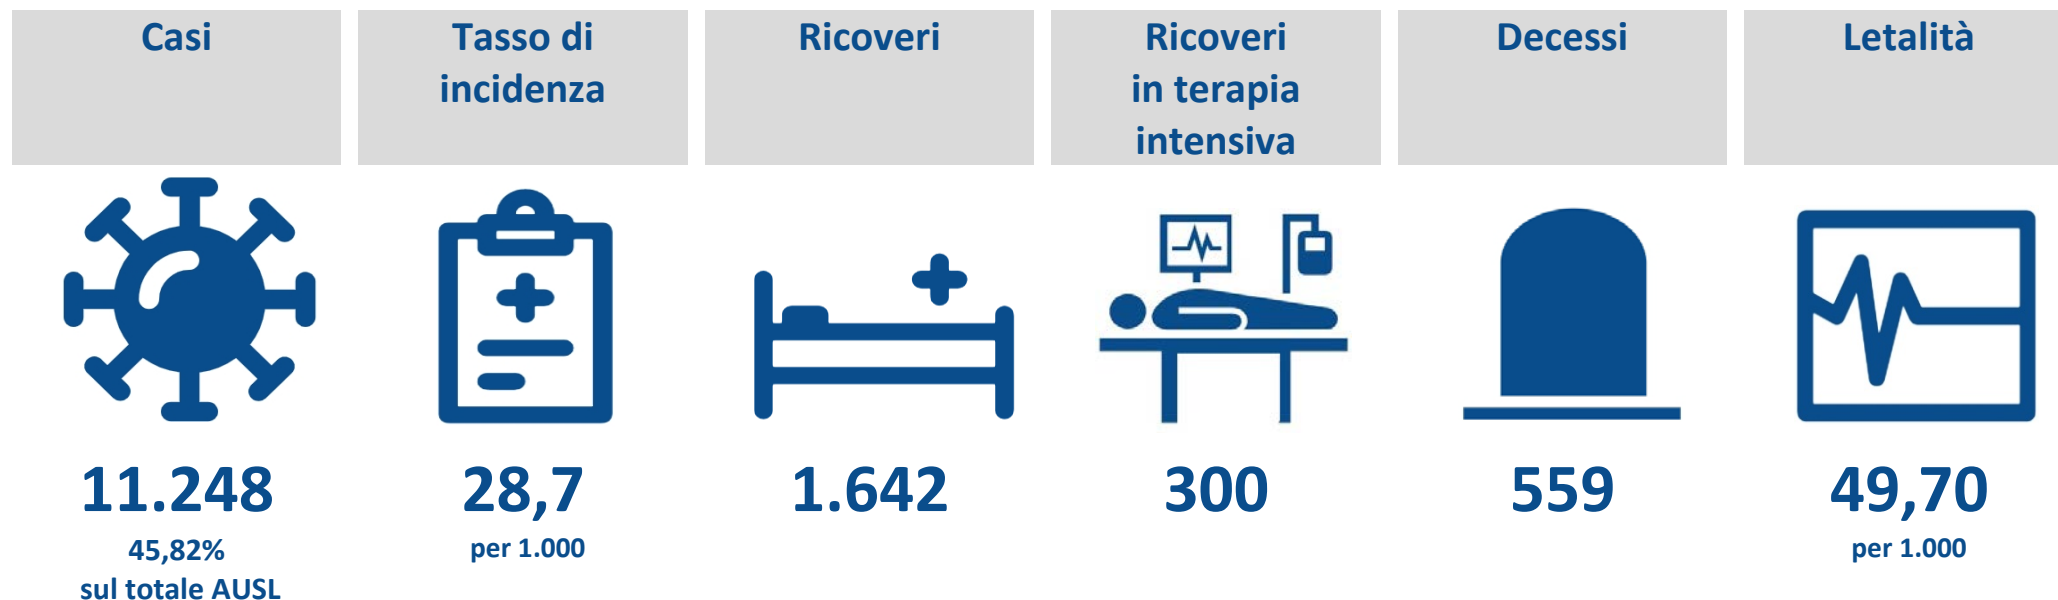 Casi
Tasso di
incidenza
Ricoveri
Ricoveri
in terapia
intensiva
Decessi
Letalità
11.248
45,82%
sul totale AUSL
28,7
per 1.000
1.642
300
559
49,70
per 1.000